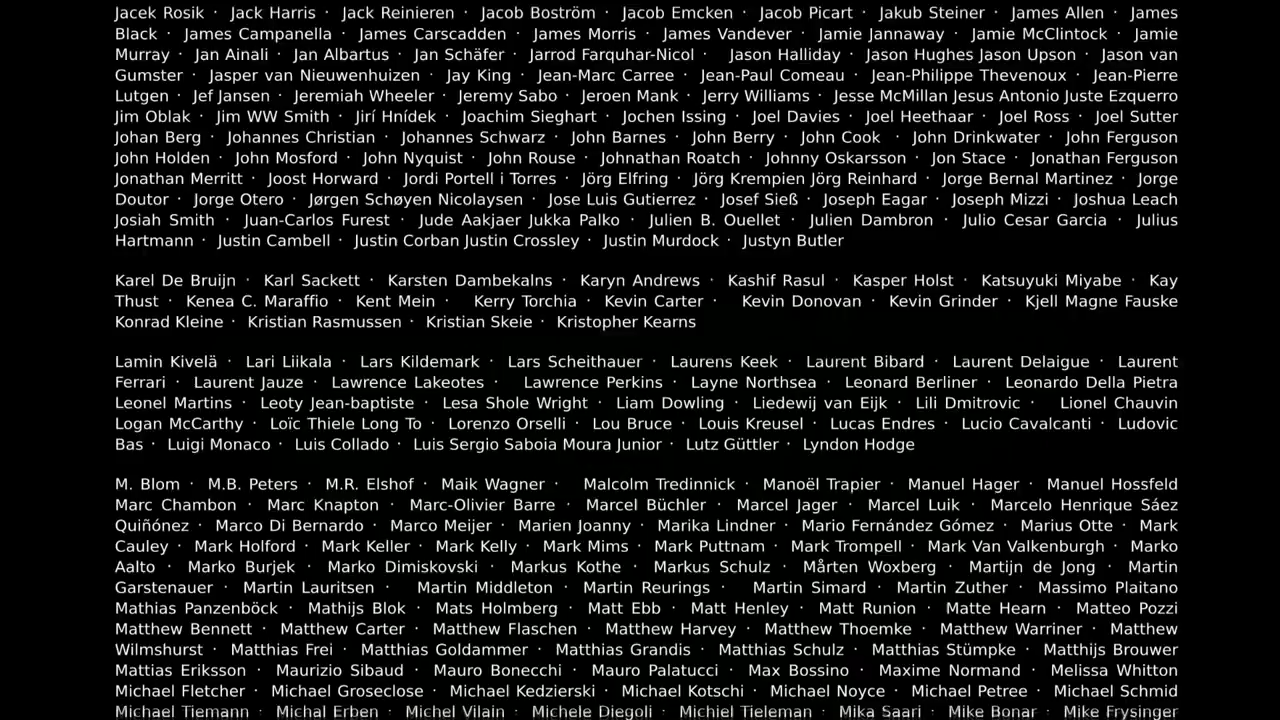 Jacek Rosik · Jack Harris · Jack Reinieren · Jacob Boström · Jacob Emcken · Jacob Picart · Jakub Steiner · James Allen · James
Black · James Campanella · James Carscadden · James Morris · James Vandever · Jamie Jannaway · Jamie McClintock · Jamie
Murray · Jan Ainali · Jan Albartus · Jan Schäfer · Jarrod Farquhar-Nicol · Jason Halliday · Jason Hughes Jason Upson · Jason van
Gumster · Jasper van Nieuwenhuizen · Jay King · Jean-Marc Carree · Jean-Paul Comeau · Jean-Philippe Thevenoux · Jean-Pierre
Lutgen · Jef Jansen · Jeremiah Wheeler · Jeremy Sabo · Jeroen Mank · Jerry Williams · Jesse McMillan Jesus Antonio Juste Ezquerro
Jim Oblak · Jim WW Smith · Jirí Hnídek · Joachim Sieghart · Jochen Issing · Joel Davies · Joel Heethaar · Joel Ross · Joel Sutter
Johan Berg · Johannes Christian · Johannes Schwarz · John Barnes · John Berry · John Cook · John Drinkwater · John Ferguson
John Holden · John Mosford · John Nyquist · John Rouse · Johnathan Roatch · Johnny Oskarsson · Jon Stace · Jonathan Ferguson
Jonathan Merritt · Joost Horward · Jordi Portell i Torres · Jörg Elfring · Jörg Krempien Jörg Reinhard · Jorge Bernal Martinez · Jorge
Doutor · Jorge Otero · Jørgen Schøyen Nicolaysen · Jose Luis Gutierrez · Josef Sieß · Joseph Eagar · Joseph Mizzi · Joshua Leach
Josiah Smith · Juan-Carlos Furest · Jude Aakjaer Jukka Palko · Julien B. Ouellet · Julien Dambron · Julio Cesar Garcia · Julius
Hartmann · Justin Cambell · Justin Corban Justin Crossley · Justin Murdock · Justyn Butler
Karel De Bruijn · Karl Sackett · Karsten Dambekalns · Karyn Andrews · Kashif Rasul · Kasper Holst · Katsuyuki Miyabe · Kay
Thust · Kenea C. Maraffio · Kent Mein · Kerry Torchia · Kevin Carter · Kevin Donovan · Kevin Grinder · Kjell Magne Fauske
Konrad Kleine · Kristian Rasmussen · Kristian Skeie · Kristopher Kearns
Lamin Kivelä · Lari Liikala · Lars Kildemark · Lars Scheithauer · Laurens Keek · Laurent Bibard · Laurent Delaigue · Laurent
Ferrari · Laurent Jauze · Lawrence Lakeotes · Lawrence Perkins · Layne Northsea · Leonard Berliner · Leonardo Della Pietra
Leonel Martins · Leoty Jean-baptiste · Lesa Shole Wright · Liam Dowling · Liedewij van Eijk · Lili Dmitrovic · Lionel Chauvin
Logan McCarthy · Loïc Thiele Long To · Lorenzo Orselli · Lou Bruce · Louis Kreusel · Lucas Endres · Lucio Cavalcanti · Ludovic
Bas · Luigi Monaco · Luis Collado · Luis Sergio Saboia Moura Junior · Lutz Güttler · Lyndon Hodge
M. Blom · M.B. Peters · M.R. Elshof · Maik Wagner · Malcolm Tredinnick · Manoël Trapier · Manuel Hager · Manuel Hossfeld
Marc Chambon · Marc Knapton · Marc-Olivier Barre · Marcel Büchler · Marcel Jager · Marcel Luik · Marcelo Henrique Sáez
Quiñónez · Marco Di Bernardo · Marco Meijer · Marien Joanny · Marika Lindner · Mario Fernández Gómez · Marius Otte · Mark
Cauley · Mark Holford · Mark Keller · Mark Kelly · Mark Mims · Mark Puttnam · Mark Trompell · Mark Van Valkenburgh · Marko
Aalto · Marko Burjek · Marko Dimiskovski · Markus Kothe · Markus Schulz · Mårten Woxberg · Martijn de Jong · Martin
Garstenauer · Martin Lauritsen · Martin Middleton · Martin Reurings · Martin Simard · Martin Zuther · Massimo Plaitano
Mathias Panzenböck · Mathijs Blok · Mats Holmberg · Matt Ebb · Matt Henley · Matt Runion · Matte Hearn · Matteo Pozzi
Matthew Bennett · Matthew Carter · Matthew Flaschen · Matthew Harvey · Matthew Thoemke · Matthew Warriner · Matthew
Wilmshurst · Matthias Frei · Matthias Goldammer · Matthias Grandis · Matthias Schulz · Matthias Stümpke · Matthijs Brouwer
Mattias Eriksson · Maurizio Sibaud · Mauro Bonecchi · Mauro Palatucci · Max Bossino · Maxime Normand · Melissa Whitton
Michael Fletcher · Michael Groseclose · Michael Kedzierski · Michael Kotschi · Michael Noyce · Michael Petree · Michael Schmid
Michael Tiemann · Michal Erben · Michel Vilain · Michele Diegoli · Michiel Tieleman · Mika Saari · Mike Bonar · Mike Frysinger